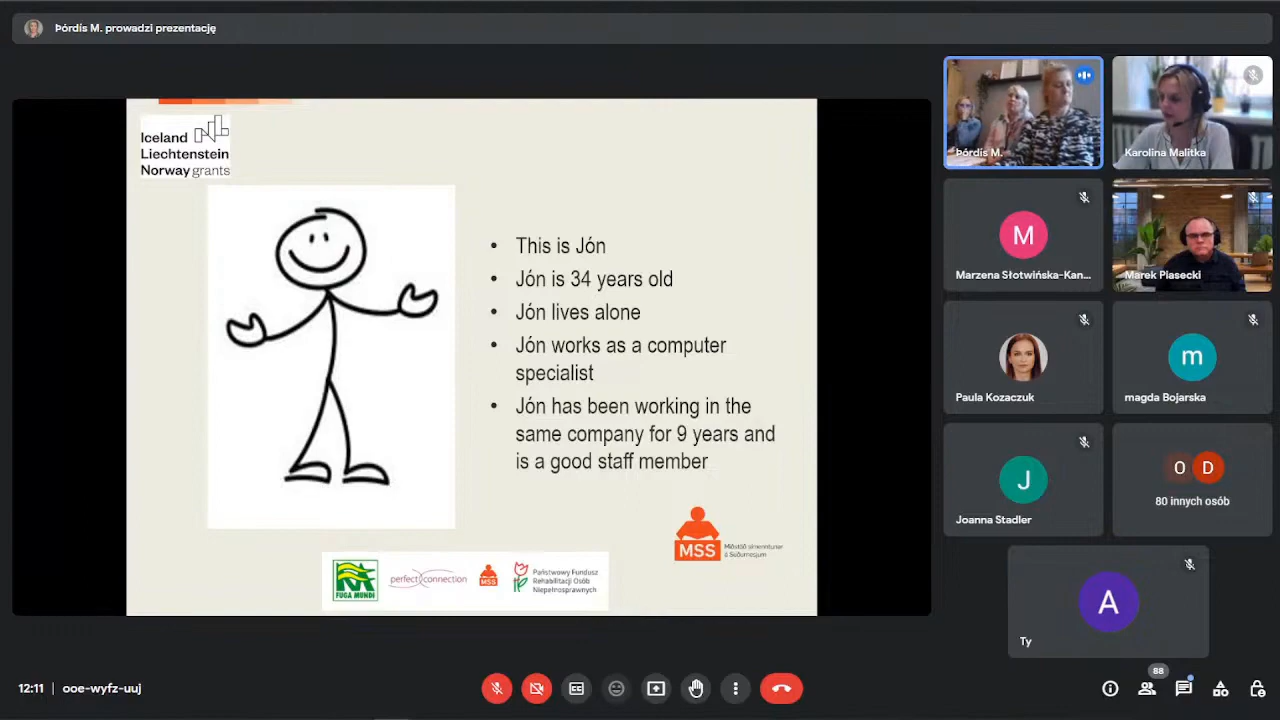 Þórdís M. prowadzi prezentację
Iceland
Liechtenstein
Norway grants
• This is Jón
• Jón is 34 years old
• Jón lives alone
• Jón works as a computer
specialist
• Jón has been working in the
same company for 9 years and
is a good staff member
MSS
Miðstöð símenntunar
á Suðurnesjum
FUGA MUNDI
perfect connection
MSS
Państwowy Fundusz
Rehabilitacji Osób
Niepełnosprawnych
Þórdís M.
Karolina Malitka
M
Marzena Słotwińska-Kan...
Marek Piasecki
Paula Kozaczuk
m
magda Bojarska
J
Joanna Stadler
O D
80 innych osób
A
Ty
12:11 | ooe-wyfz-uuj
88